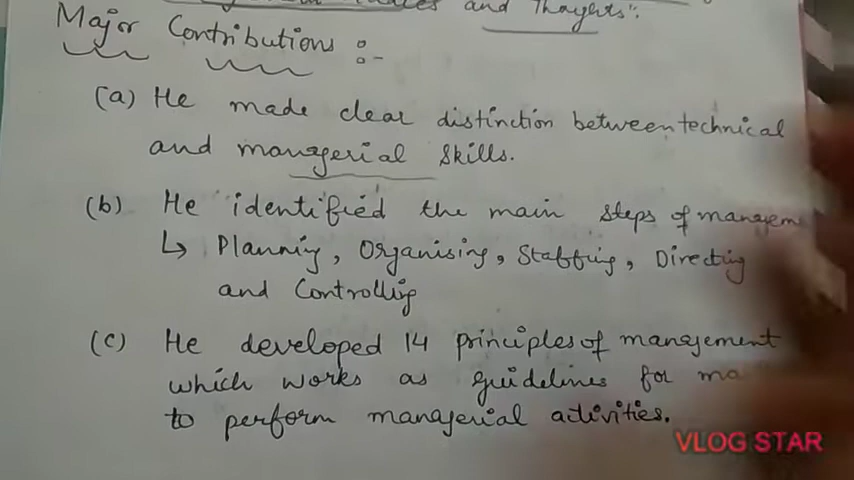 and Thoughts".
Major Contributions :-
(a) He made clear distinction between technical
and managerial skills.
(b) He identified the main steps of managem
↳ Planning, Organising, Staffing, Directing
and Controlling
(c) He developed 14 principles of management
which works as guidelines for ma
to perform managerial activities.
VLOG STAR